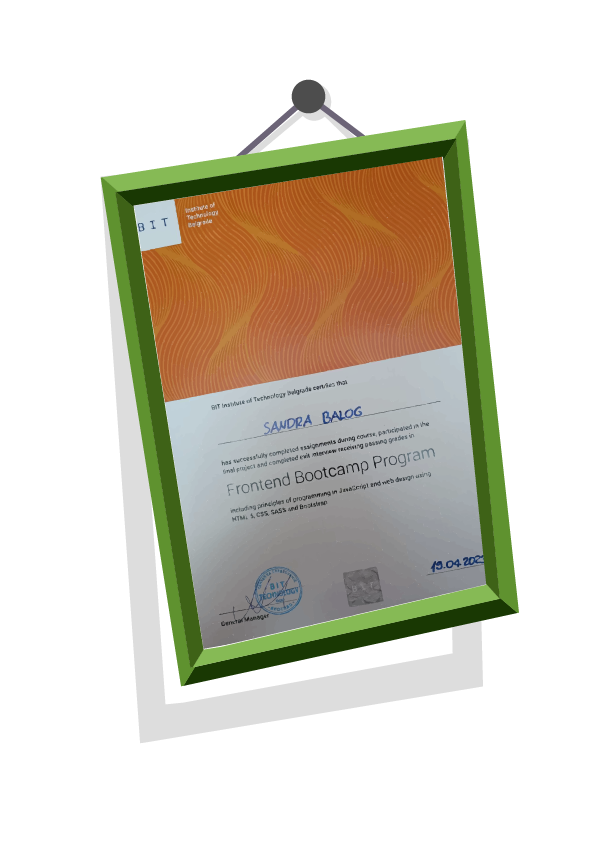 BIT
Institute of
Technology
Belgrade
BIT Institute of Technology Belgrade certifies that
SANDRA BALOG
has successfully completed assignments during course, participated in the
final project and completed exit interview receiving passing grades in
Frontend Bootcamp Program
including principles of programming in JavaScript and web design using
HTML 5, CSS, SASS and Bootstrap
19.04.202
BIT
TECHNOLOGY
General Manager